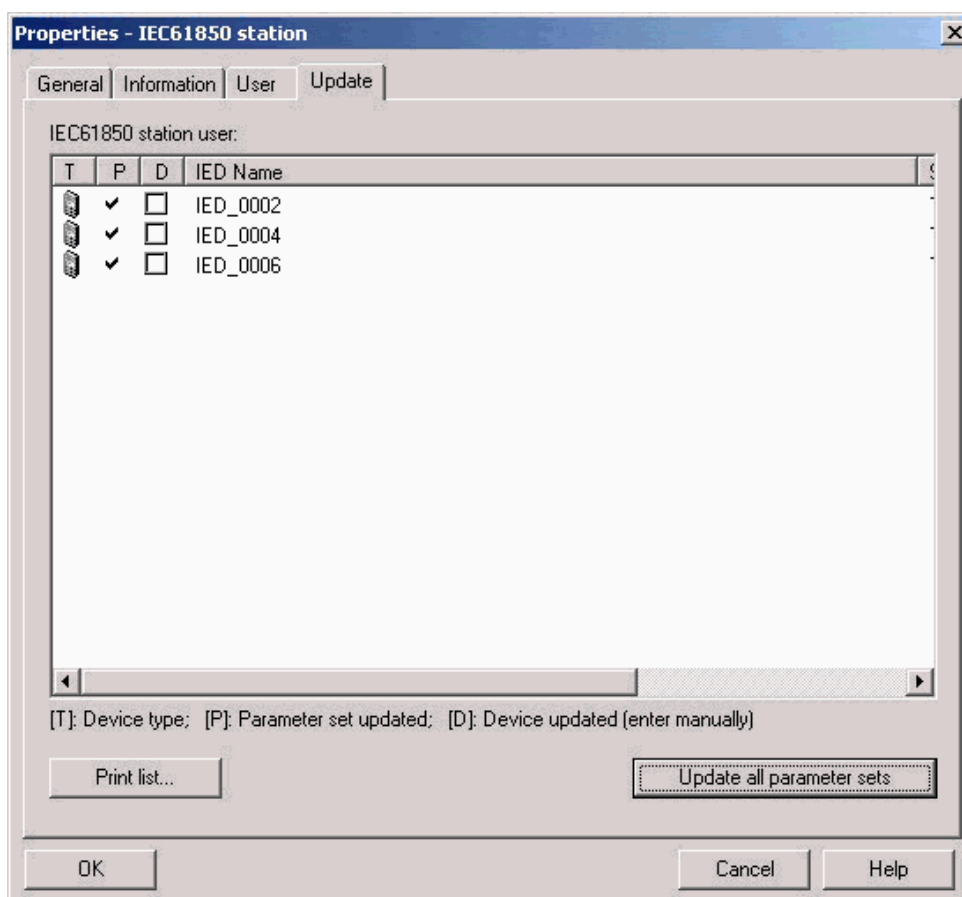 Properties - IEC61850 station
General Information User Update
IEC61850 station user:
T P D IED Name
IED_0002
IED_0004
IED_0006
[T]: Device type; [P]: Parameter set updated; [D]: Device updated (enter manually)
Print list... Update all parameter sets
OK Cancel Help